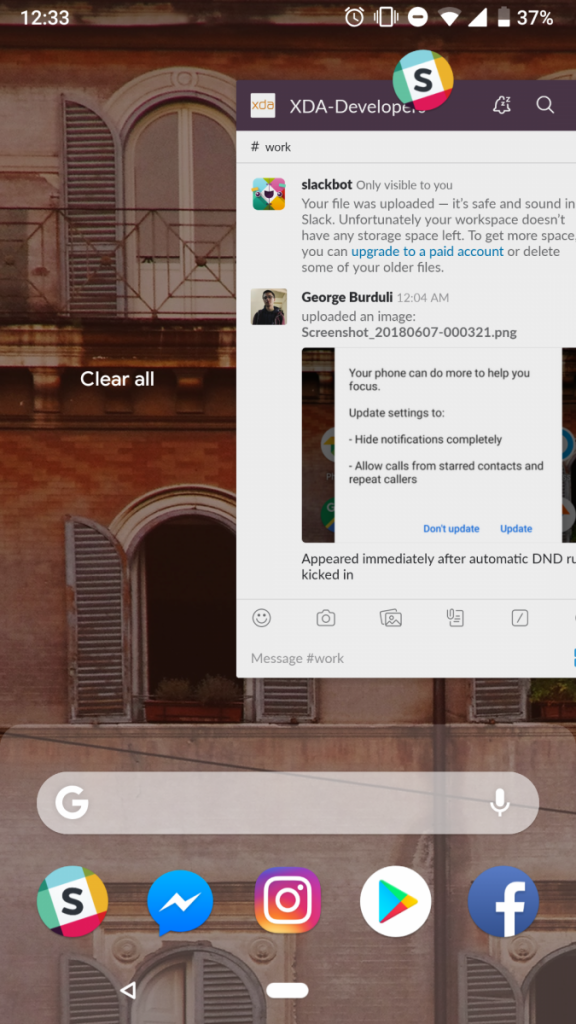 12:33
37%
S
xda
XDA-Developers
# work
slackbot Only visible to you
Your file was uploaded — it's safe and sound in
Slack. Unfortunately your workspace doesn't
have any storage space left. To get more space,
you can upgrade to a paid account or delete
some of your older files.
George Burduli 12:04 AM
uploaded an image:
Screenshot_20180607-000321.png
Your phone can do more to help you
focus.
Update settings to:
- Hide notifications completely
- Allow calls from starred contacts and
repeat callers
Don't update Update
Appeared immediately after automatic DND ru
kicked in
Message #work
Clear all
G
S
f